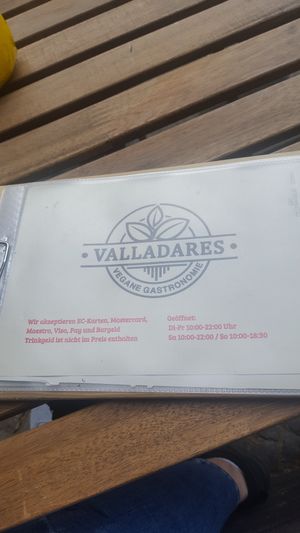 VALLADARES
VEGANE GASTRONOMIE
Wir akzeptieren EC-Karten, Mastercard,
Maestro, Visa, Pay und Bargeld
Trinkgeld ist nicht im Preis enthalten
Geöffnet:
Di-Fr 10:00-22:00 Uhr
Sa 10:00-22:00 / So 10:00-18:30